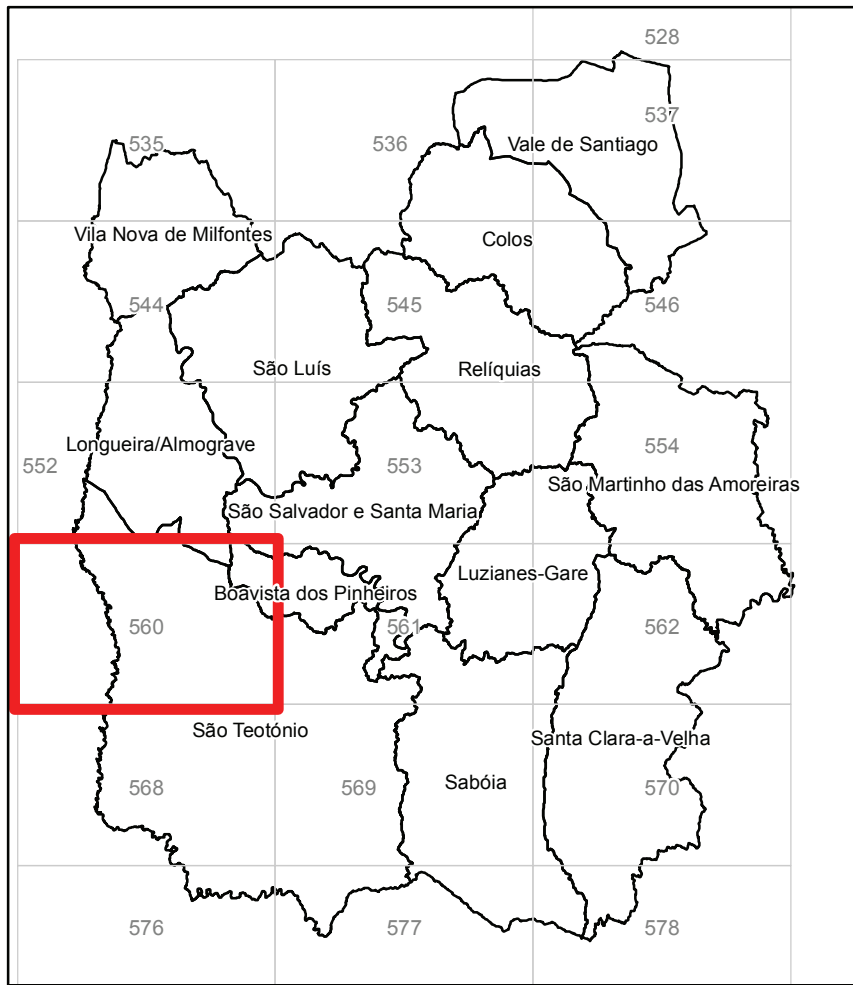 528
537
535
536
Vale de Santiago
Vila Nova de Milfontes
Colos
544
545
546
São Luís
Relíquias
Longueira/Almograve
554
552
553
São Martinho das Amoreiras
São Salvador e Santa Maria
Luzianes-Gare
Boavista dos Pinheiros
560
561
562
São Teotónio
Santa Clara-a-Velha
568
569
Sabóia
570
576
577
578